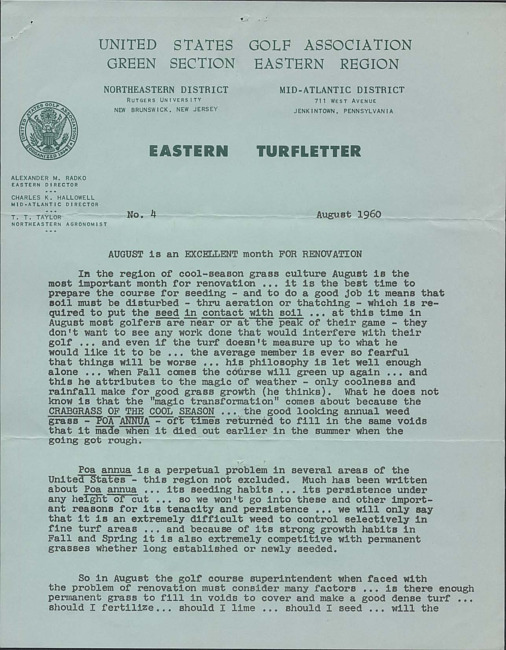 UNITED STATES GOLF ASSOCIATION
GREEN SECTION EASTERN REGION
NORTHEASTERN DISTRICT
RUTGERS UNIVERSITY
NEW BRUNSWICK, NEW JERSEY
MID-ATLANTIC DISTRICT
711 WEST AVENUE
JENKINTOWN, PENNSYLVANIA
EASTERN TURFLETTER
ALEXANDER M. RADKO
EASTERN DIRECTOR
...
CHARLES K. HALLOWELL
MID-ATLANTIC DIRECTOR
...
T. T. TAYLOR
NORTHEASTERN AGRONOMIST
...
No. 4
August 1960
AUGUST is an EXCELLENT month FOR RENOVATION
In the region of cool-season grass culture August is the
most important month for renovation ... it is the best time to
prepare the course for seeding - and to do a good job it means that
soil must be disturbed - thru aeration or thatching - which is re-
quired to put the seed in contact with soil ... at this time in
August most golfers are near or at the peak of their game - they
don't want to see any work done that would interfere with their
golf ... and even if the turf doesn't measure up to what he
would like it to be ... the average member is ever so fearful
that things will be worse ... his philosophy is let well enough
alone ... when Fall comes the course will green up again ... and
this he attributes to the magic of weather - only coolness and
rainfall make for good grass growth (he thinks). What he does not
know is that the "magic transformation" comes about because the
CRABGRASS OF THE COOL SEASON ... the good looking annual weed
grass - POA ANNUA - oft times returned to fill in the same voids
that it made when it died out earlier in the summer when the
going got rough.
Poa annua is a perpetual problem in several areas of the
United States - this region not excluded. Much has been written
about Poa annua ... its seeding habits ... its persistence under
any height of cut ... so we won't go into these and other import-
ant reasons for its tenacity and persistence ... we will only say
that it is an extremely difficult weed to control selectively in
fine turf areas ... and because of its strong growth habits in
Fall and Spring it is also extremely competitive with permanent
grasses whether long established or newly seeded.
So in August the golf course superintendent when faced with
the problem of renovation must consider many factors ... is there enough
permanent grass to fill in voids to cover and make a good dense turf ...
should I fertilize... should I lime ... should I seed ... will the